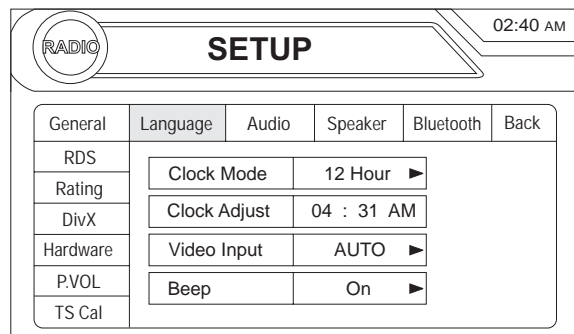 RADIO
SETUP
02:40 AM
General Language Audio Speaker Bluetooth Back
RDS
Rating
DivX
Hardware
P.VOL
TS Cal
Clock Mode 12 Hour
Clock Adjust 04 : 31 AM
Video Input AUTO
Beep On